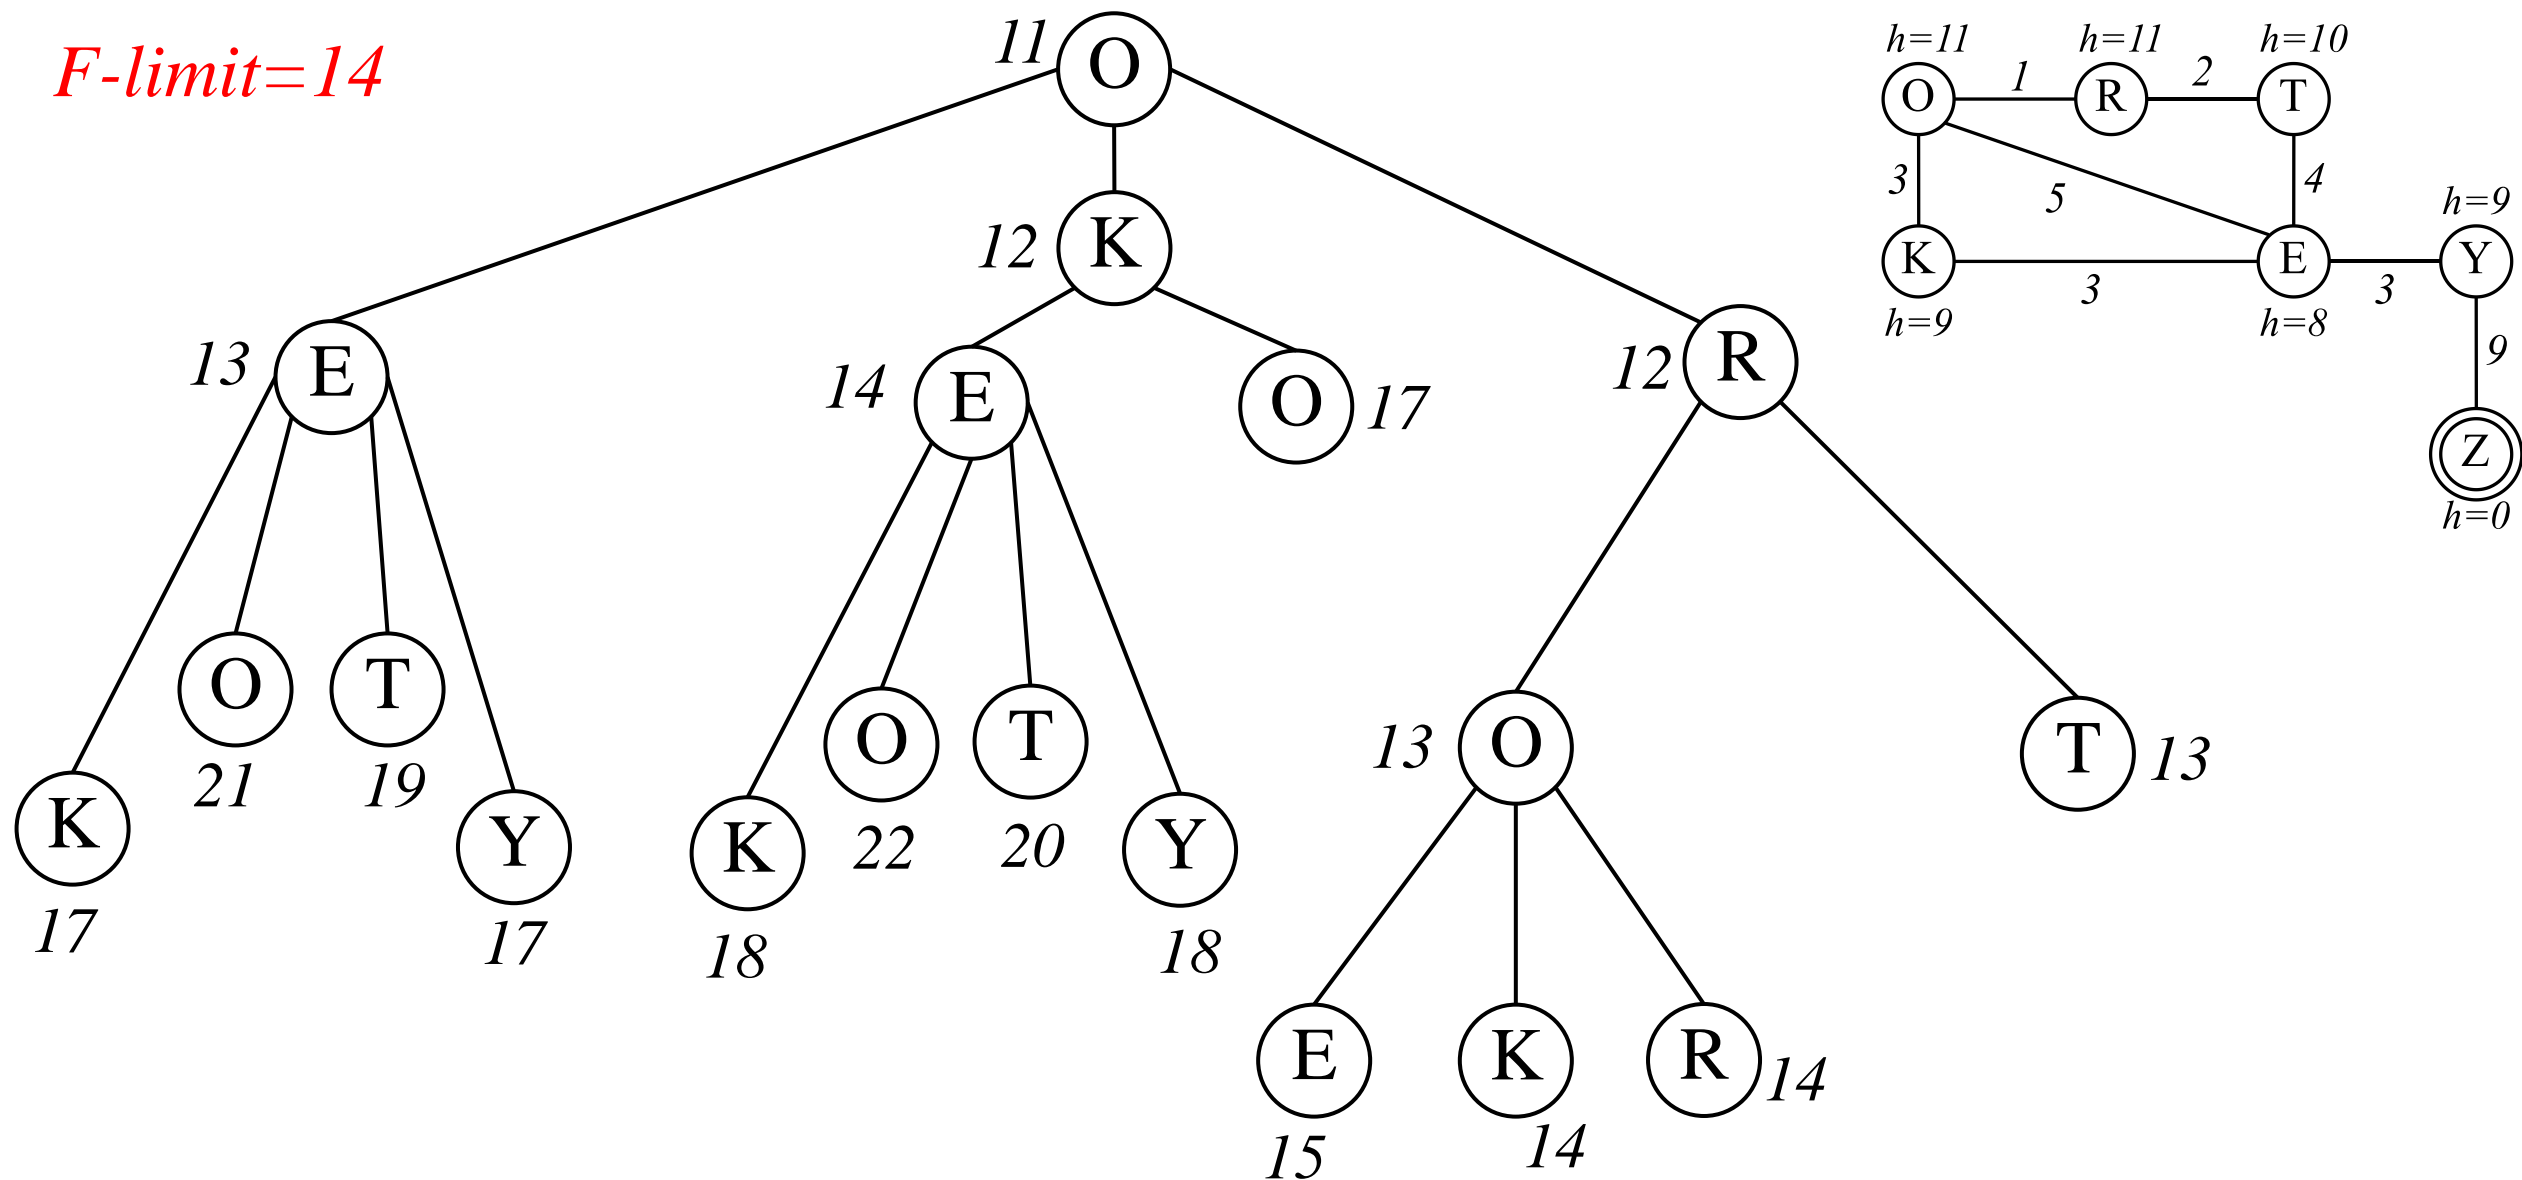 F-limit=14
11 O
12 K
13 E
14 E
O 17
12 R
K
17
O
21
T
19
Y
17
K
18
O
22
T
20
Y
18
13 O
T 13
E
15
K
14
R 14
h=11 h=11 h=10
O 1 R 2 T
3 5 4
h=9
K 3 E 3 Y
h=9 h=8
9
Z
h=0